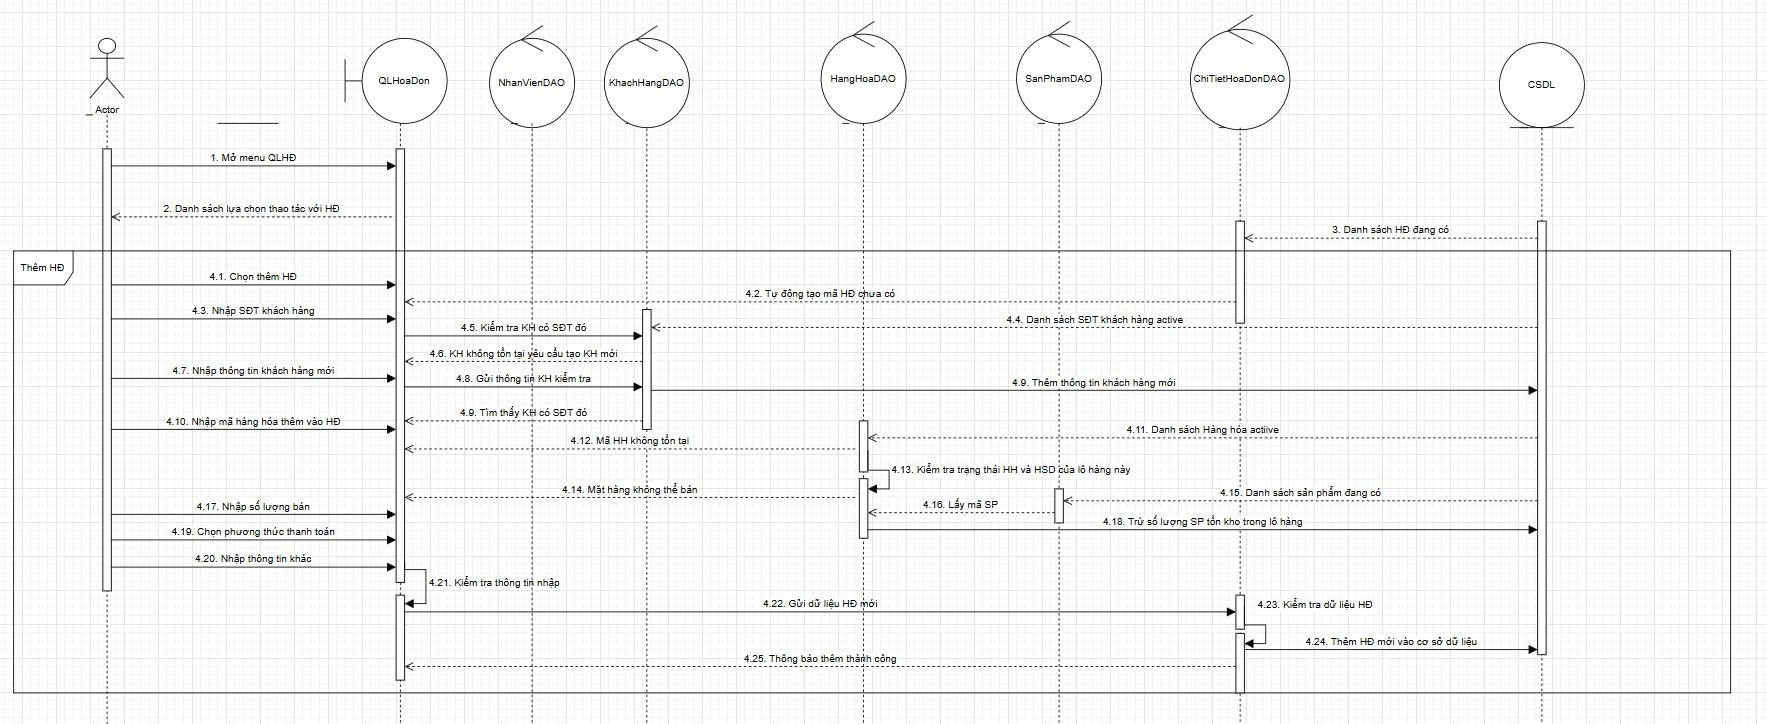 QLHoaDon
NhanVienDAO
KhachHangDAO
HangHoaDAO
SanPhamDAO
ChiTietHoaDonDAO
CSDL
Actor
1. Mở menu QLHĐ
2. Danh sách lựa chọn thao tác với HĐ
3. Danh sách HĐ đang có
Thêm HĐ
4.1. Chọn thêm HĐ
4.2. Tự động tạo mã HĐ chưa có
4.3. Nhập SĐT khách hàng
4.4. Danh sách SĐT khách hàng active
4.5. Kiểm tra KH có SĐT đó
4.6. KH không tồn tại yêu cầu tạo KH mới
4.7. Nhập thông tin khách hàng mới
4.8. Gửi thông tin KH kiểm tra
4.9. Thêm thông tin khách hàng mới
4.9. Tìm thấy KH có SĐT đó
4.10. Nhập mã hàng hóa thêm vào HĐ
4.11. Danh sách Hàng hóa actiive
4.12. Mã HH không tồn tại
4.13. Kiểm tra trạng thái HH và HSD của lô hàng này
4.14. Mặt hàng không thể bán
4.15. Danh sách sản phẩm đang có
4.16. Lấy mã SP
4.17. Nhập số lượng bán
4.18. Trừ số lượng SP tồn kho trong lô hàng
4.19. Chọn phương thức thanh toán
4.20. Nhập thông tin khác
4.21. Kiểm tra thông tin nhập
4.22. Gửi dữ liệu HĐ mới
4.23. Kiểm tra dữ liệu HĐ
4.24. Thêm HĐ mới vào cơ sở dữ liệu
4.25. Thông báo thêm thành công